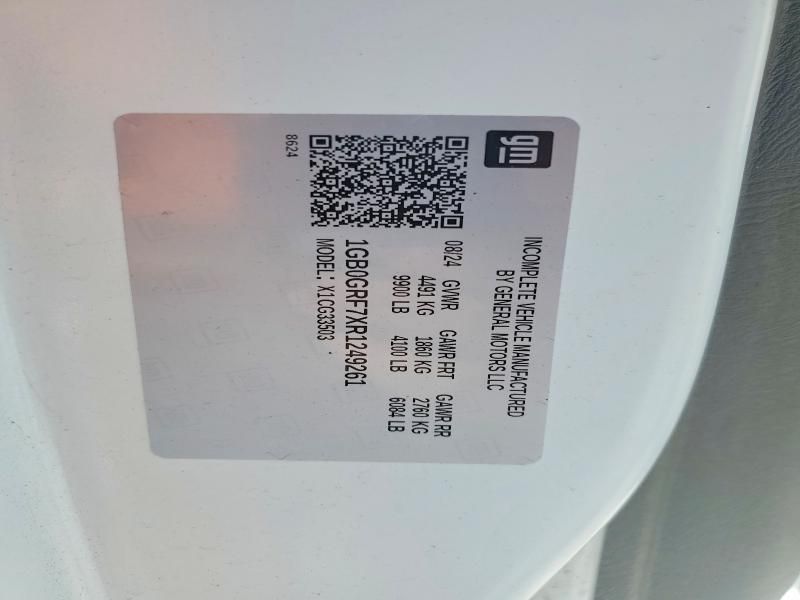 gm
INCOMPLETE VEHICLE MANUFACTURED
BY GENERAL MOTORS LLC
08/24 GVWR GAWR FRT GAWR RR
4491 KG 1860 KG 2760 KG
9900 LB 4100 LB 6084 LB
1GB0GRF7XR1249261
MODEL: X1CG33503
8624